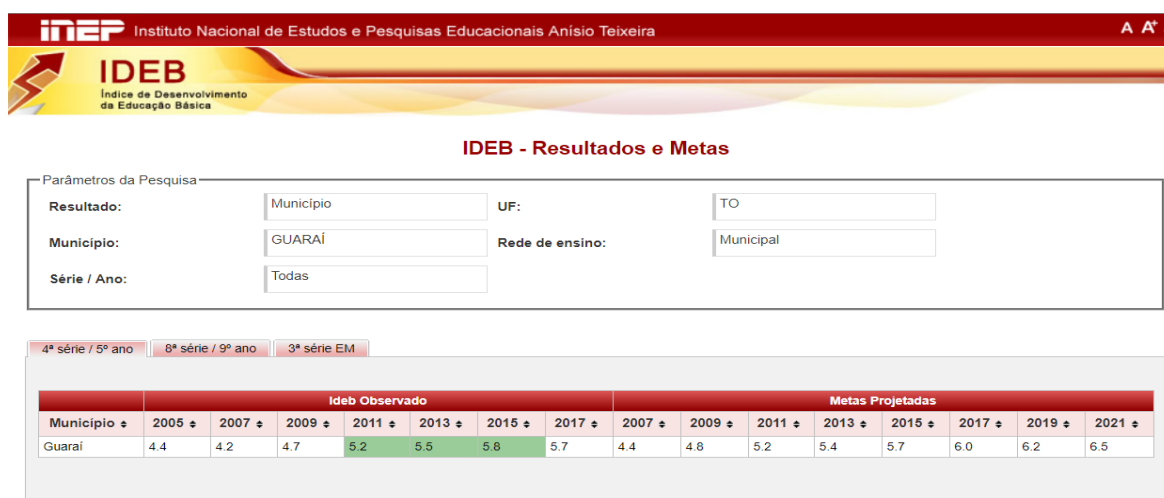 inep Instituto Nacional de Estudos e Pesquisas Educacionais Anísio Teixeira A A+
IDEB
Índice de Desenvolvimento
da Educação Básica
IDEB - Resultados e Metas
Parâmetros da Pesquisa
Resultado: Município UF: TO
Município: GUARAÍ Rede de ensino: Municipal
Série / Ano: Todas
4ª série / 5º ano 8ª série / 9º ano 3ª série EM
Ideb Observado Metas Projetadas
Município 2005 2007 2009 2011 2013 2015 2017 2007 2009 2011 2013 2015 2017 2019 2021
Guaraí 4.4 4.2 4.7 5.2 5.5 5.8 5.7 4.4 4.8 5.2 5.4 5.7 6.0 6.2 6.5